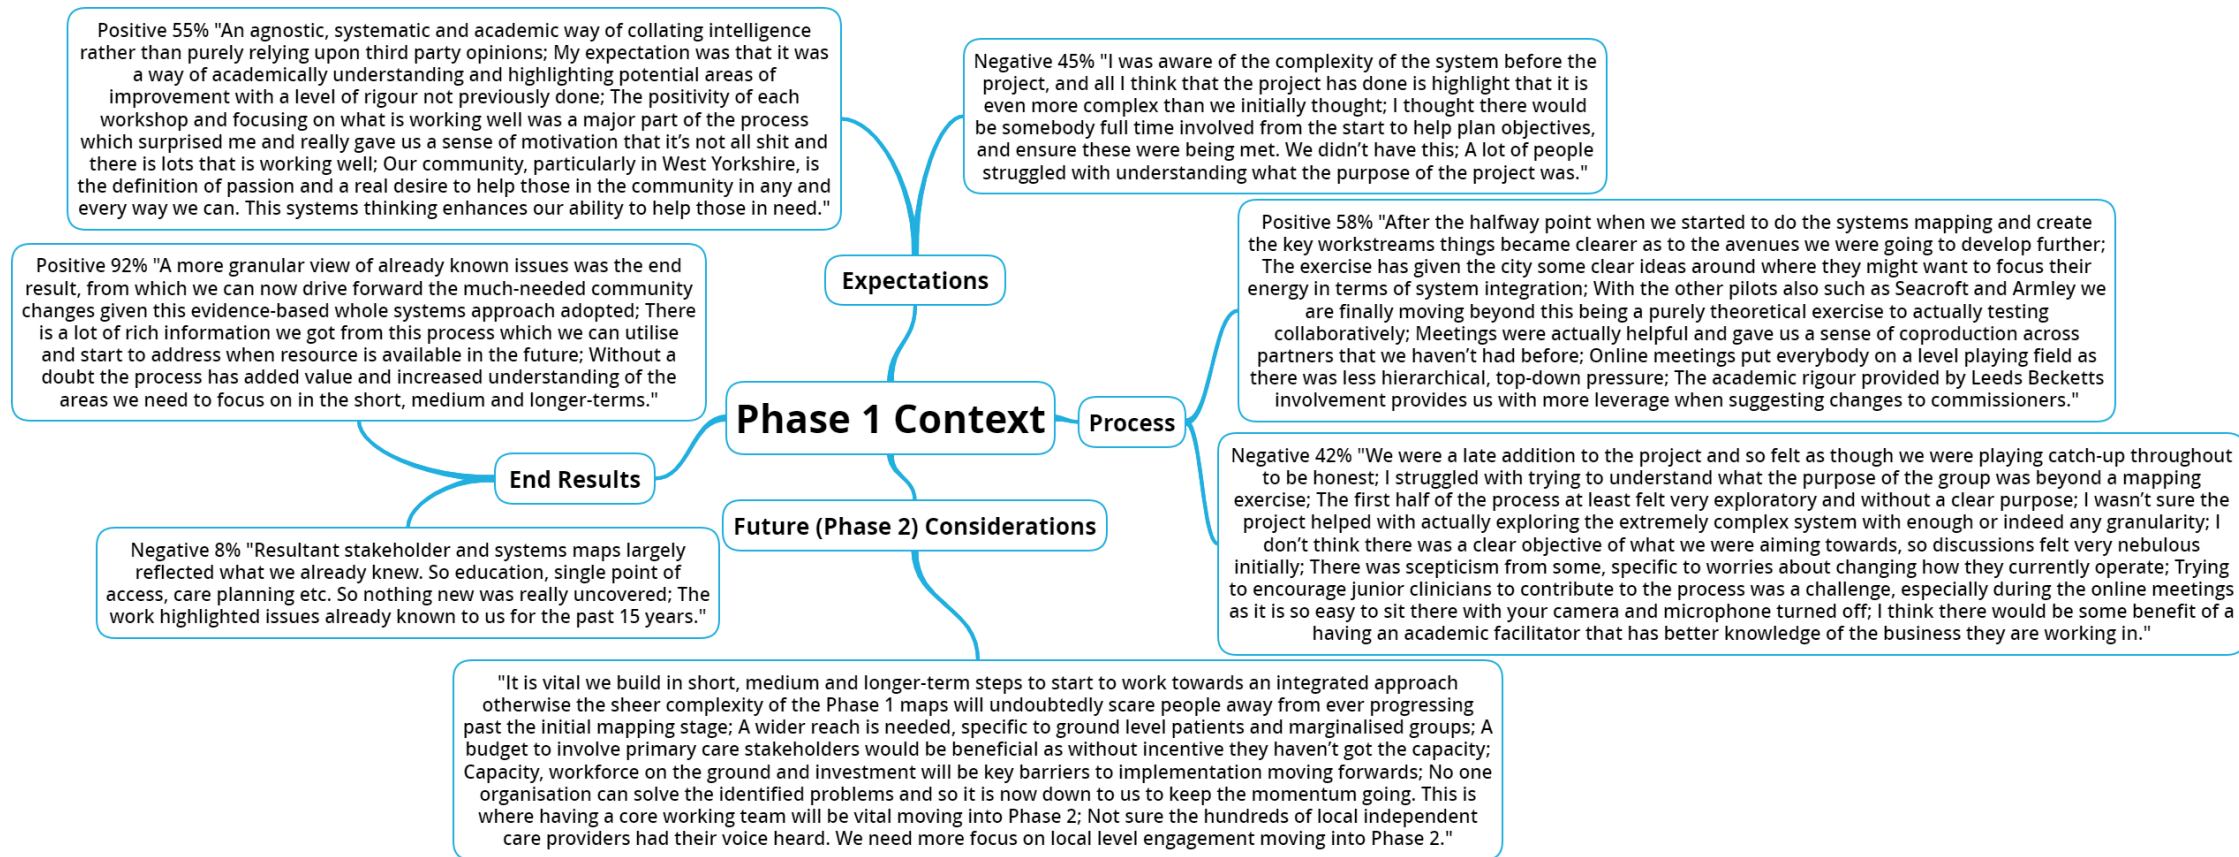 Positive 55% "An agnostic, systematic and academic way of collating intelligence
rather than purely relying upon third party opinions; My expectation was that it was
a way of academically understanding and highlighting potential areas of
improvement with a level of rigour not previously done; The positivity of each
workshop and focusing on what is working well was a major part of the process
which surprised me and really gave us a sense of motivation that it’s not all shit and
there is lots that is working well; Our community, particularly in West Yorkshire, is
the definition of passion and a real desire to help those in the community in any and
every way we can. This systems thinking enhances our ability to help those in need."
Negative 45% "I was aware of the complexity of the system before the
project, and all I think that the project has done is highlight that it is
even more complex than we initially thought; I thought there would
be somebody full time involved from the start to help plan objectives,
and ensure these were being met. We didn’t have this; A lot of people
struggled with understanding what the purpose of the project was."
Expectations
Positive 92% "A more granular view of already known issues was the end
result, from which we can now drive forward the much-needed community
changes given this evidence-based whole systems approach adopted; There
is a lot of rich information we got from this process which we can utilise
and start to address when resource is available in the future; Without a
doubt the process has added value and increased understanding of the
areas we need to focus on in the short, medium and longer-terms."
Positive 58% "After the halfway point when we started to do the systems mapping and create
the key workstreams things became clearer as to the avenues we were going to develop further;
The exercise has given the city some clear ideas around where they might want to focus their
energy in terms of system integration; With the other pilots also such as Seacroft and Armley we
are finally moving beyond this being a purely theoretical exercise to actually testing
collaboratively; Meetings were actually helpful and gave us a sense of coproduction across
partners that we haven’t had before; Online meetings put everybody on a level playing field as
there was less hierarchical, top-down pressure; The academic rigour provided by Leeds Becketts
involvement provides us with more leverage when suggesting changes to commissioners."
Phase 1 Context
Process
End Results
Negative 42% "We were a late addition to the project and so felt as though we were playing catch-up throughout
to be honest; I struggled with trying to understand what the purpose of the group was beyond a mapping
exercise; The first half of the process at least felt very exploratory and without a clear purpose; I wasn’t sure the
project helped with actually exploring the extremely complex system with enough or indeed any granularity; I
don’t think there was a clear objective of what we were aiming towards, so discussions felt very nebulous
initially; There was scepticism from some, specific to worries about changing how they currently operate; Trying
to encourage junior clinicians to contribute to the process was a challenge, especially during the online meetings
as it is so easy to sit there with your camera and microphone turned off; I think there would be some benefit of a
having an academic facilitator that has better knowledge of the business they are working in."
Future (Phase 2) Considerations
Negative 8% "Resultant stakeholder and systems maps largely
reflected what we already knew. So education, single point of
access, care planning etc. So nothing new was really uncovered; The
work highlighted issues already known to us for the past 15 years."
"It is vital we build in short, medium and longer-term steps to start to work towards an integrated approach
otherwise the sheer complexity of the Phase 1 maps will undoubtedly scare people away from ever progressing
past the initial mapping stage; A wider reach is needed, specific to ground level patients and marginalised groups; A
budget to involve primary care stakeholders would be beneficial as without incentive they haven’t got the capacity;
Capacity, workforce on the ground and investment will be key barriers to implementation moving forwards; No one
organisation can solve the identified problems and so it is now down to us to keep the momentum going. This is
where having a core working team will be vital moving into Phase 2; Not sure the hundreds of local independent
care providers had their voice heard. We need more focus on local level engagement moving into Phase 2."